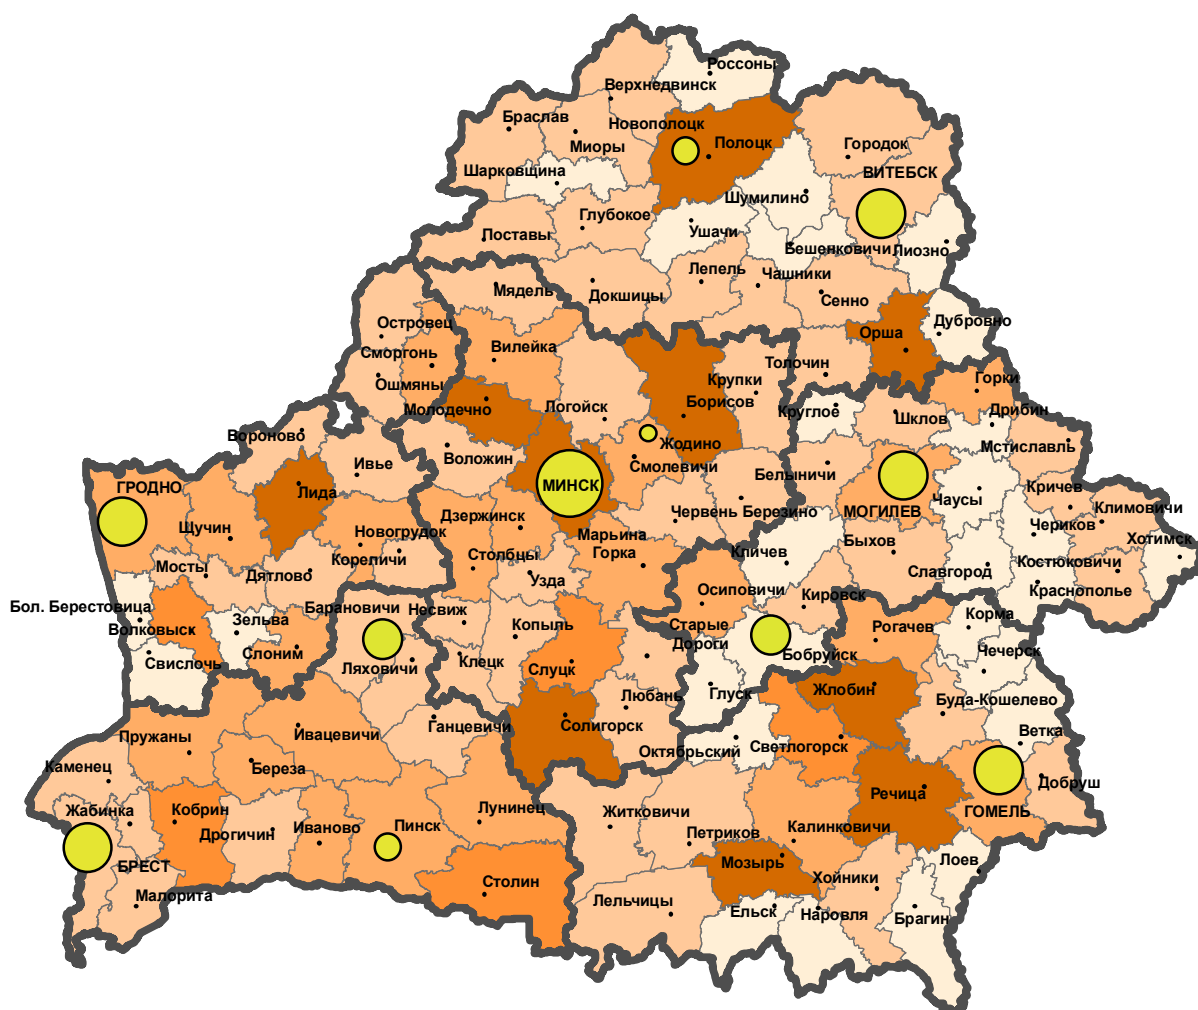 Россоны
Верхнедвинск
Браслав
Новополоцк
Полоцк
Миоры
Городок
Шарковщина
ВИТЕБСК
Шумилино
Глубокое
Ушачи
Поставы
Бешенковичи
Лиозно
Лепель
Чашники
Мядель
Докшицы
Сенно
Островец
Дубровно
Орша
Вилейка
Сморгонь
Толочин
Ошмяны
Крупки
Горки
Молодечно
Логойск
Борисов
Круглое
Шклов
Дрибин
Вороново
Жодино
Мстиславль
Ивье
Воложин
Смолевичи
Белыничи
ГРОДНО
МИНСК
Лида
Кричев
Чаусы
Климовичи
Дзержинск
Червень
Березино
МОГИЛЕВ
Щучин
Новогрудок
Марьина
Горка
Чериков
Быхов
Хотимск
Столбцы
Кличев
Кореличи
Мосты
Дятлово
Узда
Славгород
Костюковичи
Осиповичи
Краснополье
Бол. Берестовица
Барановичи
Несвиж
Кировск
Зельва
Корма
Волковыск
Копыль
Старые
Дороги
Рогачев
Слоним
Чечерск
Свислочь
Ляховичи
Клецк
Слуцк
Бобруйск
Глуск
Жлобин
Любань
Буда-Кошелево
Ганцевичи
Солигорск
Ивацевичи
Пружаны
Октябрьский
Светлогорск
Ветка
Каменец
Береза
Добруш
Речица
Жабинка
Кобрин
Лунинец
Житковичи
ГОМЕЛЬ
Дрогичин
Иваново
Пинск
Петриков
Калинковичи
БРЕСТ
Мозырь
Лоев
Столин
Хойники
Малорита
Лельчицы
Ельск
Наровля
Брагин